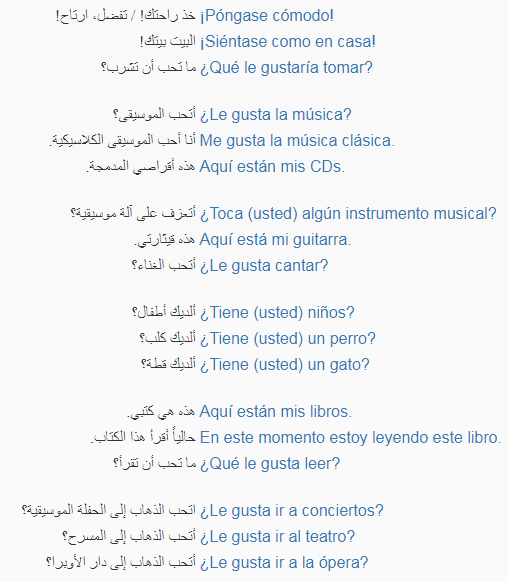 خذ راحتك! / تفضل، ارتاح! ¡Póngase cómodo!
البيت بيتك! ¡Siéntase como en casa!
ما تحب أن تشرب؟ ¿Qué le gustaría tomar?
أتحب الموسيقى؟ ¿Le gusta la música?
أنا أحب الموسيقى الكلاسيكية. Me gusta la música clásica.
هذه أقراصي المدمجة. Aquí están mis CDs.
أتعزف على آلة موسيقية؟ ¿Toca (usted) algún instrumento musical?
هذه قيثارتي. Aquí está mi guitarra.
أتحب الغناء؟ ¿Le gusta cantar?
ألديك أطفال؟ ¿Tiene (usted) niños?
ألديك كلب؟ ¿Tiene (usted) un perro?
ألديك قطة؟ ¿Tiene (usted) un gato?
هذه هي كتبي. Aquí están mis libros.
حالياً أقرأ هذا الكتاب. En este momento estoy leyendo este libro.
ما تحب أن تقرأ؟ ¿Qué le gusta leer?
اتحب الذهاب إلى الحفلة الموسيقية؟ ¿Le gusta ir a conciertos?
أتحب الذهاب إلى المسرح؟ ¿Le gusta ir al teatro?
أتحب الذهاب إلى دار الأوبرا؟ ¿Le gusta ir a la ópera?